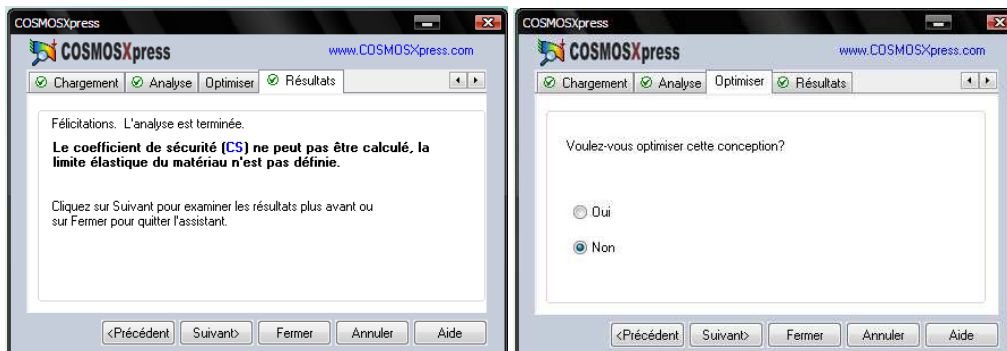 COSMOSXpress
COSMOSXpress
www.COSMOSXpress.com
Chargement Analyse Optimiser Résultats
Félicitations. L'analyse est terminée.
Le coefficient de sécurité (CS) ne peut pas être calculé, la
limite élastique du matériau n'est pas définie.
Cliquez sur Suivant pour examiner les résultats plus avant ou
sur Fermer pour quitter l'assistant.
<Précédent Suivant> Fermer Annuler Aide
COSMOSXpress
COSMOSXpress
www.COSMOSXpress.com
Chargement Analyse Optimiser Résultats
Voulez-vous optimiser cette conception?
Oui
Non
<Précédent Suivant> Fermer Annuler Aide